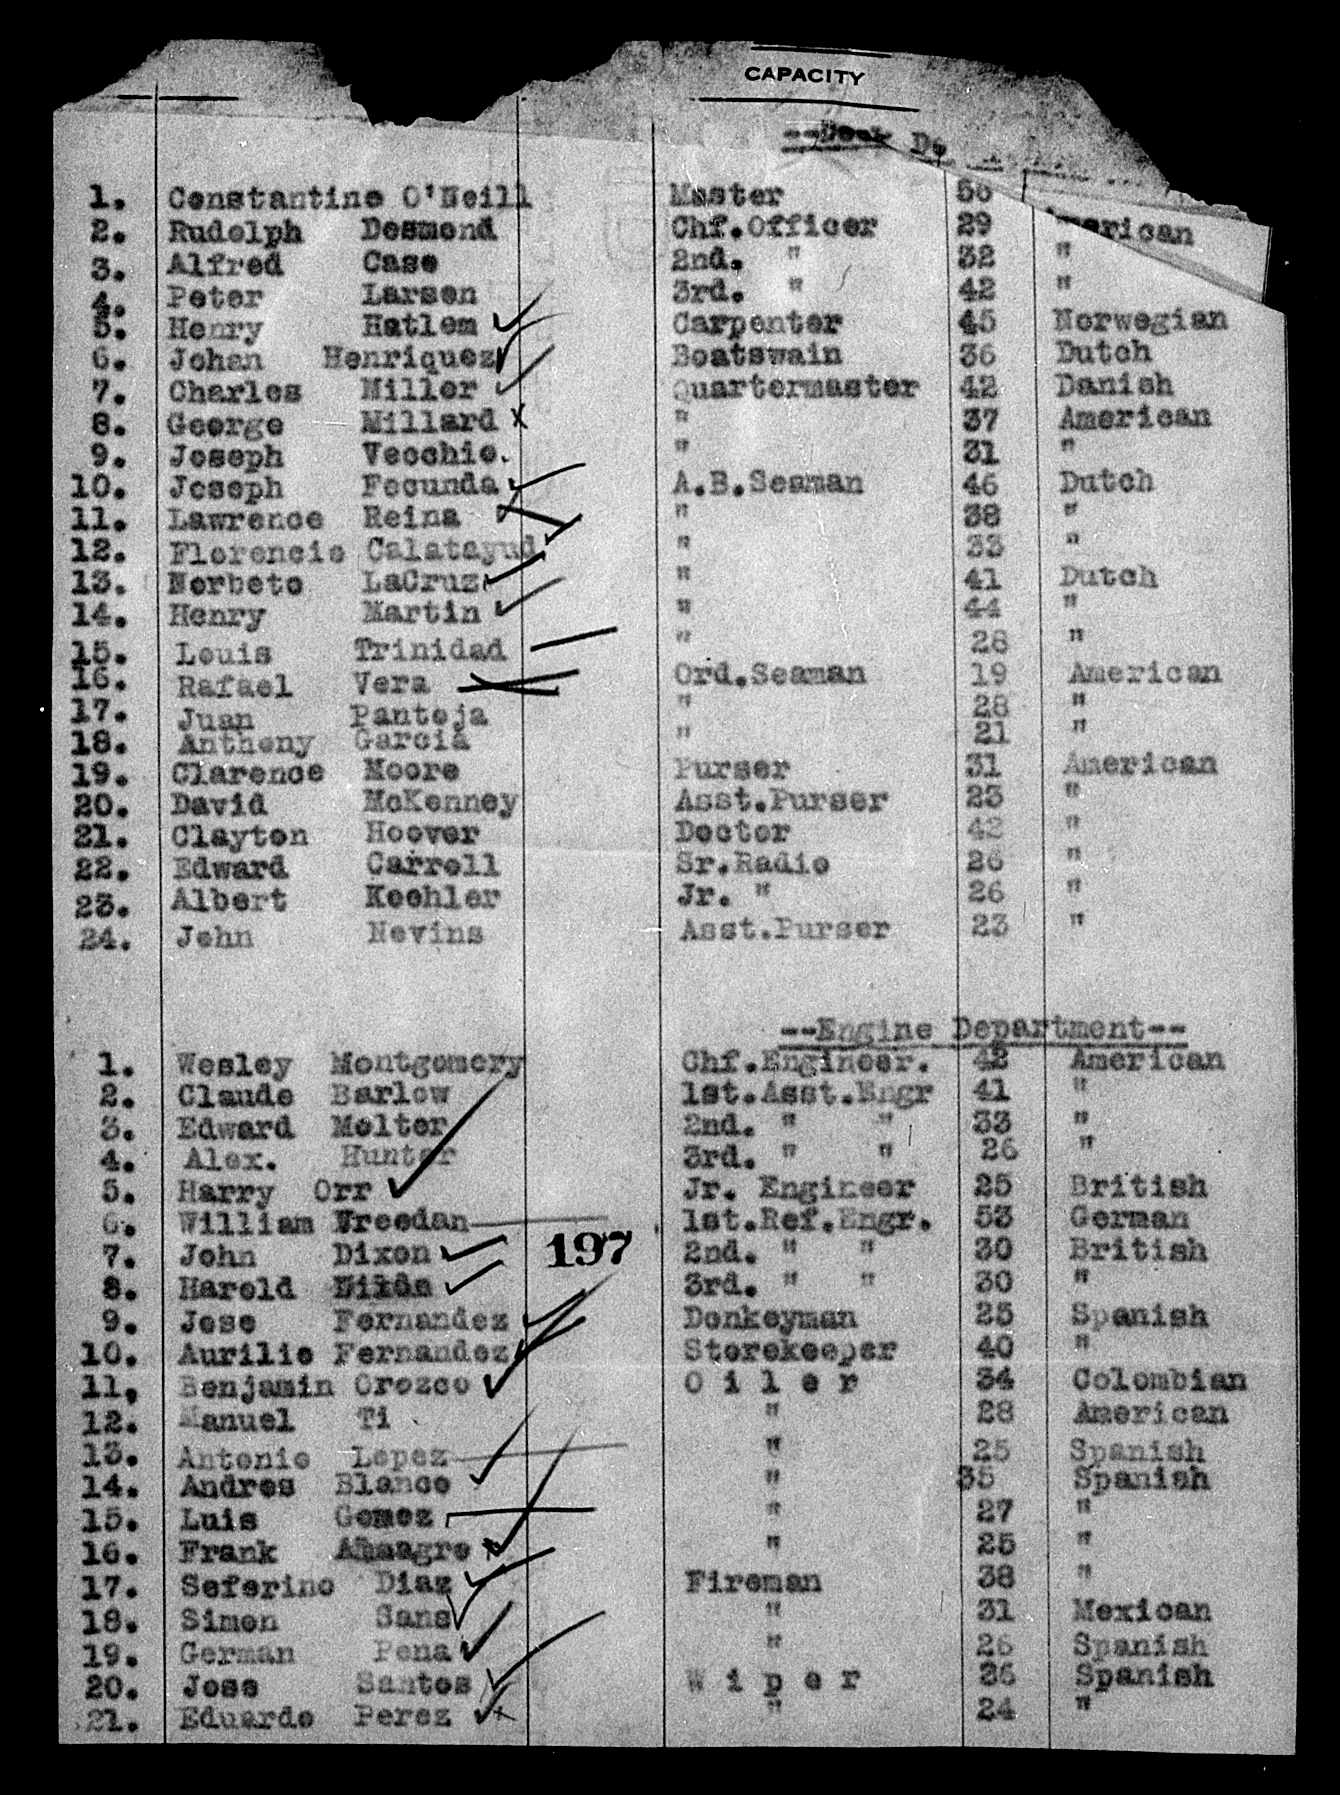 CAPACITY
--Deck De
1. Constantine O'Neill Master 56
2. Rudolph Desmond Chf.Officer 29 American
3. Alfred Case 2nd. " 32 "
4. Peter Larsen 3rd. " 42 "
5. Henry Hatlem Carpenter 45 Norwegian
6. Johan Henriquez Boatswain 36 Dutch
7. Charles Miller Quartermaster 42 Danish
8. George Millard x " 37 American
9. Joseph Vecchio. " 31 "
10. Joseph Fecunda A.B.Seaman 46 Dutch
11. Lawrence Reina " 38 "
12. Florencio Calatayud " 33 "
13. Norbeto LaCruz " 41 Dutch
14. Henry Martin " 44 "
15. Louis Trinidad " 28 "
16. Rafael Vera Ord.Seaman 19 American
17. Juan Pantoja " 28 "
18. Anthony Garcia " 21 "
19. Clarence Moore Purser 31 American
20. David McKenney Asst.Purser 23 "
21. Clayton Hoover Doctor 42 "
22. Edward Carroll Sr.Radio 26 "
23. Albert Koehler Jr. " 26 "
24. John Nevins Asst.Purser 23 "
--Engine Department--
1. Wesley Montgomery Chf.Engineer. 42 American
2. Claude Barlow 1st.Asst.Engr 41 "
3. Edward Molter 2nd. " " 33 "
4. Alex. Hunter 3rd. " " 26 "
5. Harry Orr Jr. Engineer 25 British
6. William Vreedan 1st.Ref.Engr. 53 German
7. John Dixon 197 2nd. " " 30 British
8. Harold Dixon 3rd. " " 30 "
9. Jose Fernandez Donkeyman 25 Spanish
10. Aurilio Fernandez Storekeeper 40 "
11. Benjamin Orozco O i l e r 34 Colombian
12. Manuel Ti " 28 American
13. Antonio Lopez " 25 Spanish
14. Andres Blanco " 35 Spanish
15. Luis Gomez " 27 "
16. Frank Almagro x " 25 "
17. Seferino Diaz Fireman 38 "
18. Simon Sans " 31 Mexican
19. German Pena " 26 Spanish
20. Jose Santos W i p e r 36 Spanish
21. Eduardo Perez x " 24 "